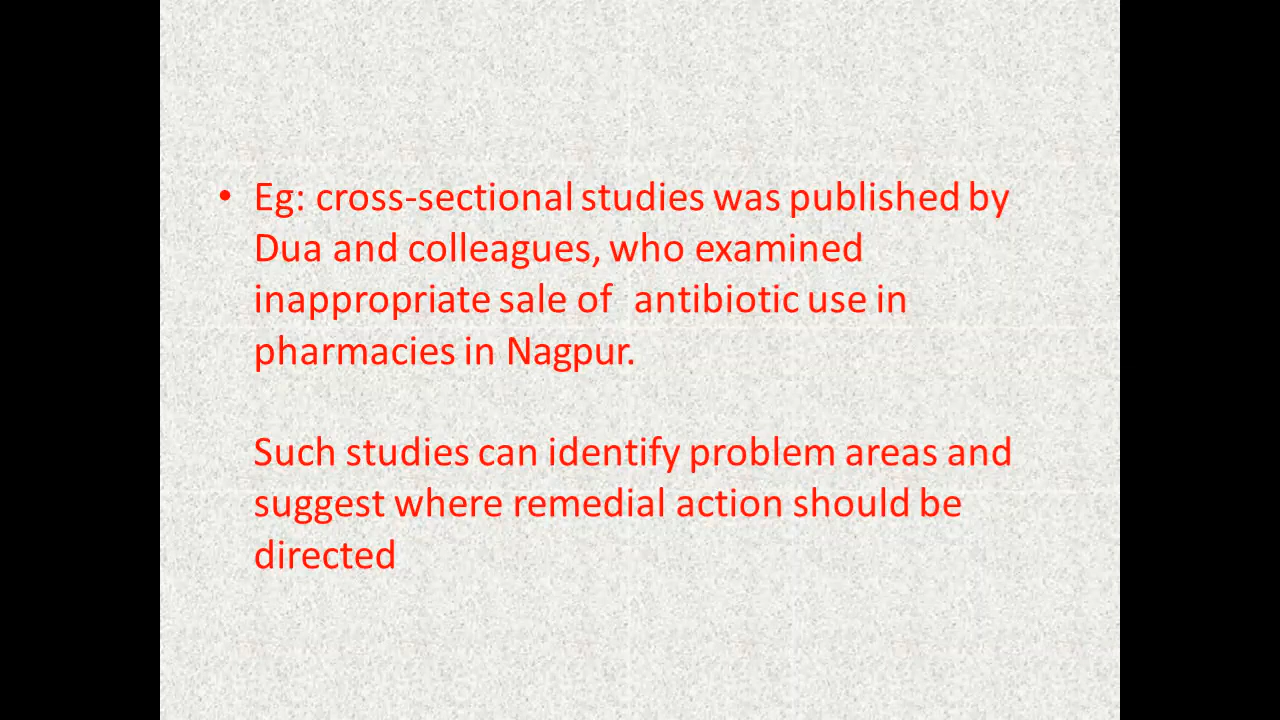 • Eg: cross-sectional studies was published by
Dua and colleagues, who examined
inappropriate sale of  antibiotic use in
pharmacies in Nagpur.
Such studies can identify problem areas and
suggest where remedial action should be
directed